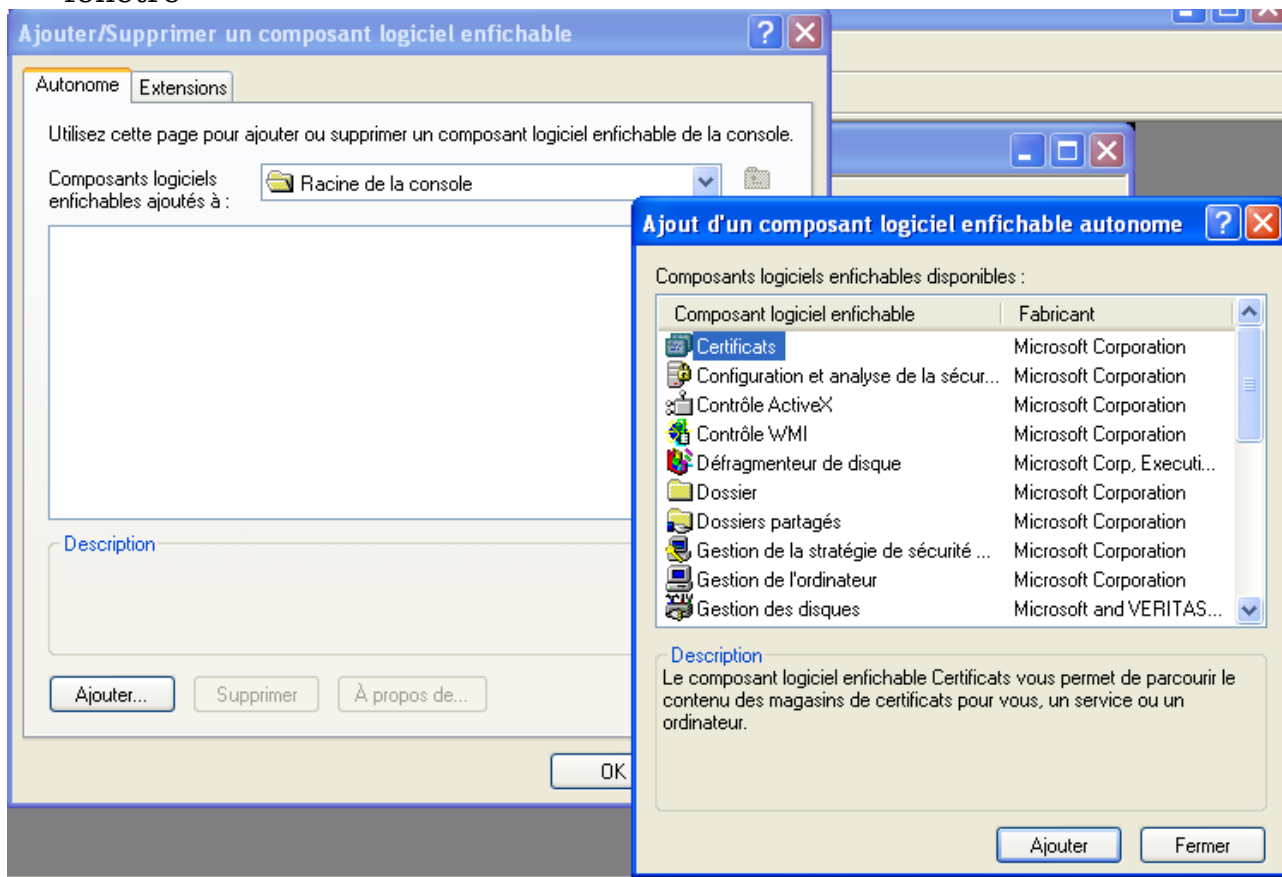 fenêtre
Ajouter/Supprimer un composant logiciel enfichable
Autonome
Extensions
Utilisez cette page pour ajouter ou supprimer un composant logiciel enfichable de la console.
Composants logiciels
enfichables ajoutés à :
Racine de la console
Description
Ajouter...
Supprimer
À propos de...
OK
Ajout d'un composant logiciel enfichable autonome
Composants logiciels enfichables disponibles :
Composant logiciel enfichable Fabricant
Certificats Microsoft Corporation
Configuration et analyse de la sécur... Microsoft Corporation
Contrôle ActiveX Microsoft Corporation
Contrôle WMI Microsoft Corporation
Défragmenteur de disque Microsoft Corp, Executi...
Dossier Microsoft Corporation
Dossiers partagés Microsoft Corporation
Gestion de la stratégie de sécurité ... Microsoft Corporation
Gestion de l'ordinateur Microsoft Corporation
Gestion des disques Microsoft and VERITAS...
Description
Le composant logiciel enfichable Certificats vous permet de parcourir le
contenu des magasins de certificats pour vous, un service ou un
ordinateur.
Ajouter
Fermer